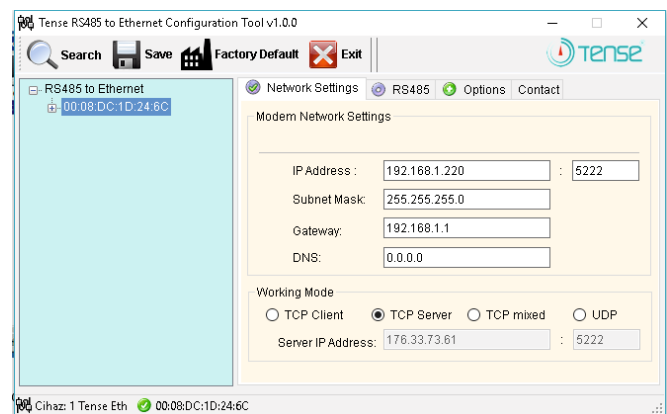 Tense RS485 to Ethernet Configuration Tool v1.0.0
Search Save Factory Default Exit
TENSE
RS485 to Ethernet
00:08:DC:1D:24:6C
Network Settings RS485 Options Contact
Modem Network Settings
IP Address : 192.168.1.220 : 5222
Subnet Mask: 255.255.255.0
Gateway: 192.168.1.1
DNS: 0.0.0.0
Working Mode
TCP Client TCP Server TCP mixed UDP
Server IP Address: 176.33.73.61 : 5222
Cihaz: 1 Tense Eth 00:08:DC:1D:24:6C